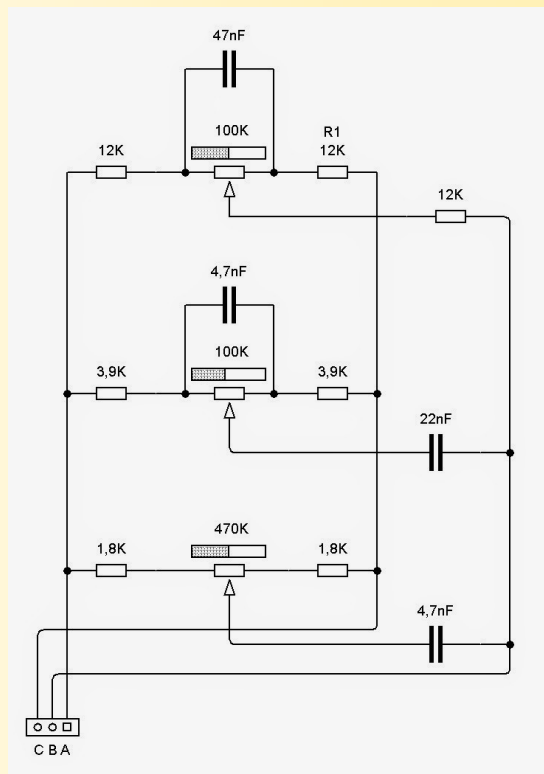 47nF
100K
R1
12K
12K
12K
4,7nF
100K
3,9K
3,9K
22nF
470K
1,8K
1,8K
4,7nF
C B A